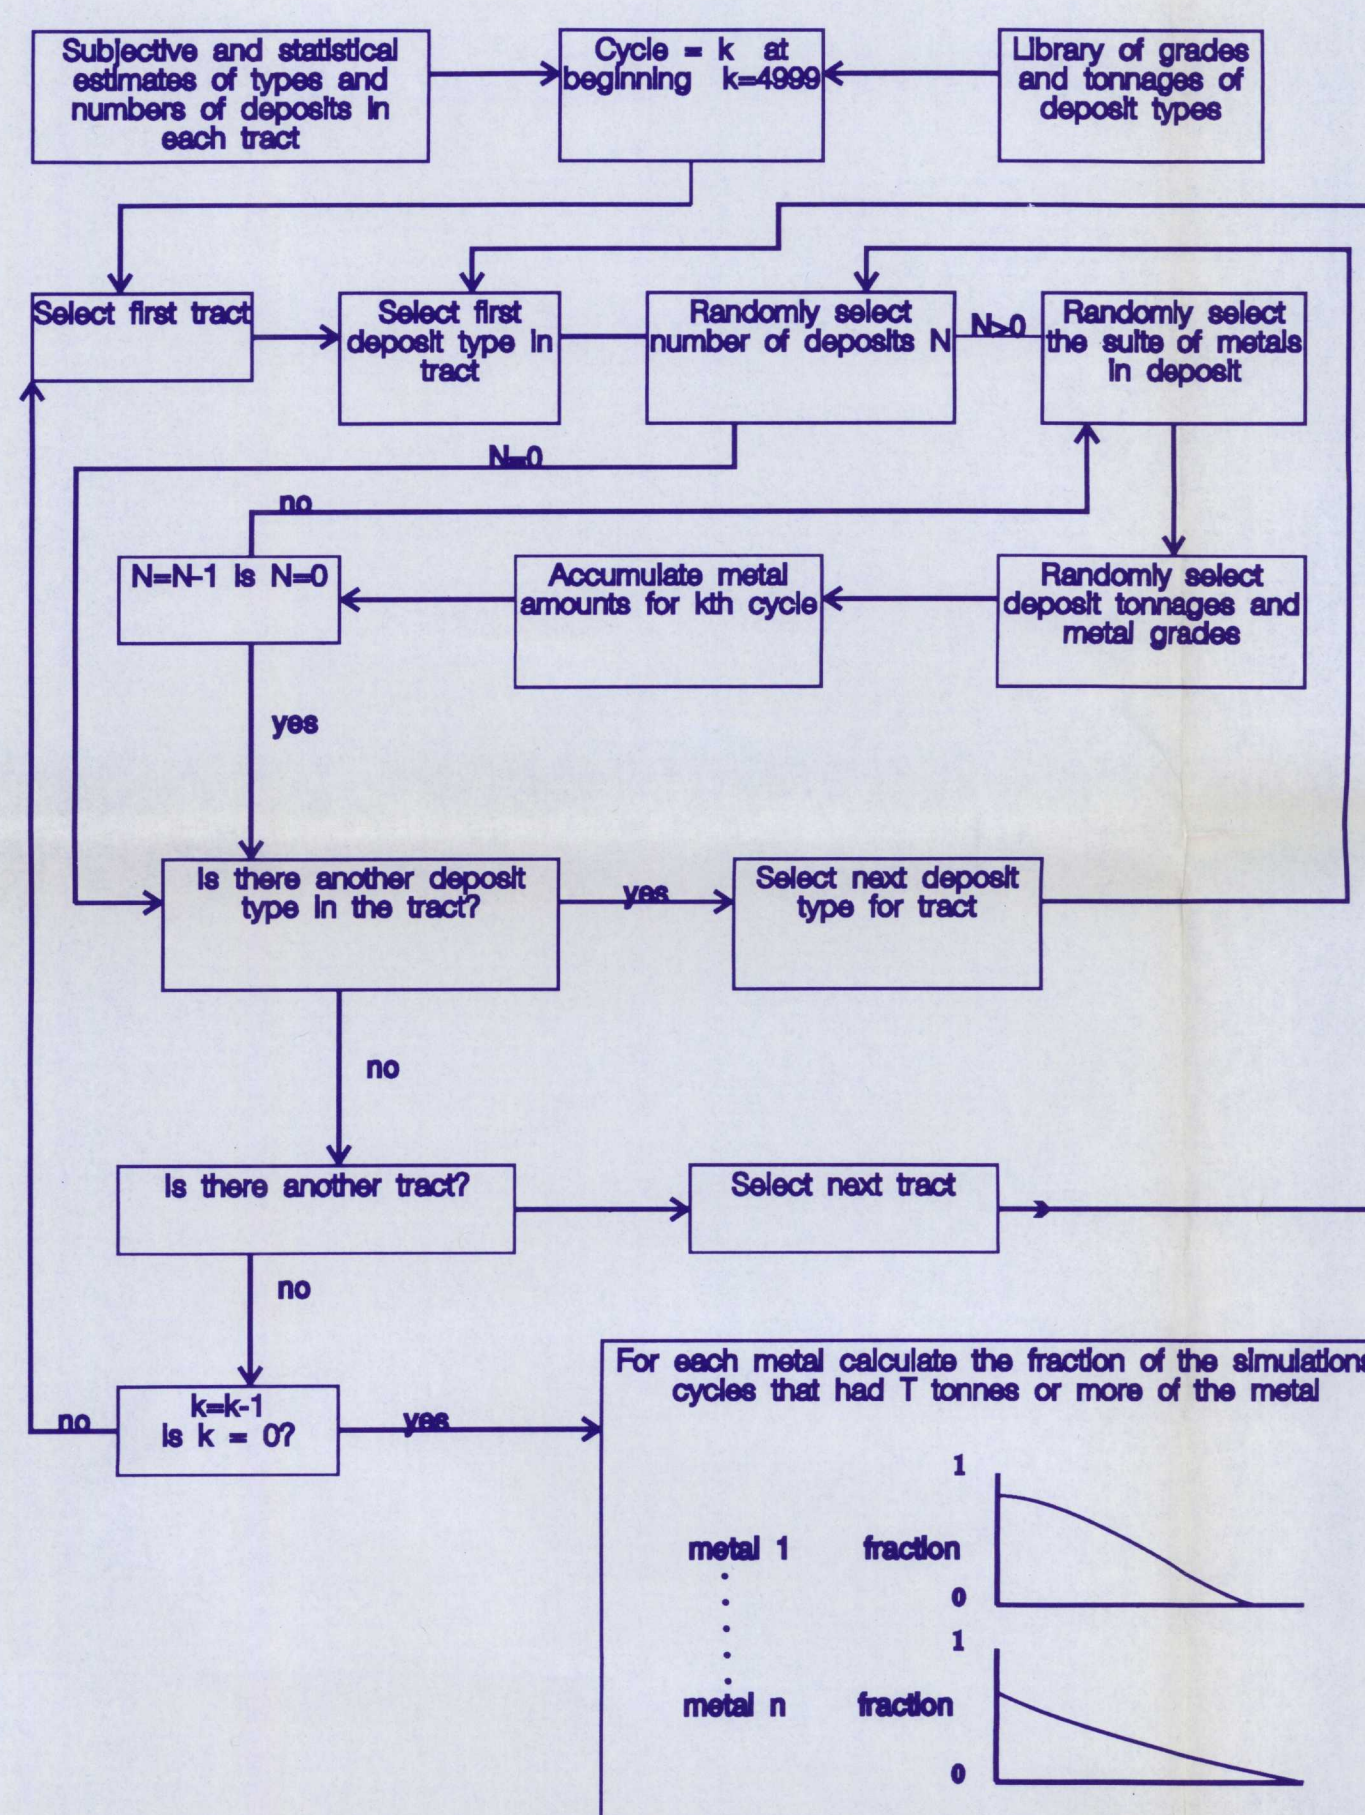 Subjective and statistical
estimates of types and
numbers of deposits in
each tract
Cycle = k at
beginning k=4999
Library of grades
and tonnages of
deposit types
Select first tract
Select first
deposit type in
tract
Randomly select
number of deposits N
N>0
Randomly select
the suite of metals
in deposit
N=0
no
N=N-1 is N=0
Accumulate metal
amounts for kth cycle
Randomly select
deposit tonnages and
metal grades
yes
Is there another deposit
type in the tract?
yes
Select next deposit
type for tract
no
Is there another tract?
Select next tract
no
k=k-1
is k = 0?
no
yes
For each metal calculate the fraction of the simulations
cycles that had T tonnes or more of the metal
1
metal 1 fraction
0
1
metal n fraction
0